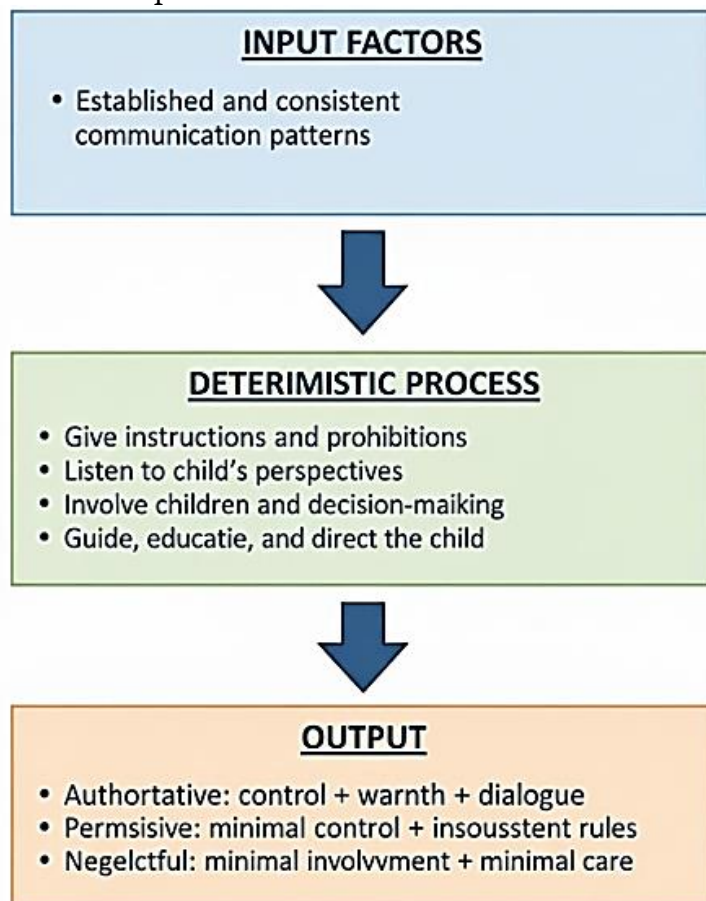 INPUT FACTORS
• Established and consistent
communication patterns
DETERIMISTIC PROCESS
• Give instructions and prohibitions
• Listen to child's perspectives
• Involve children and decision-maiking
• Guide, educatie, and direct the child
OUTPUT
• Authortative: control + warnth + dialogue
• Permsisive: minimal control + insousstent rules
• Negelctful: minimal involvvment + minimal care